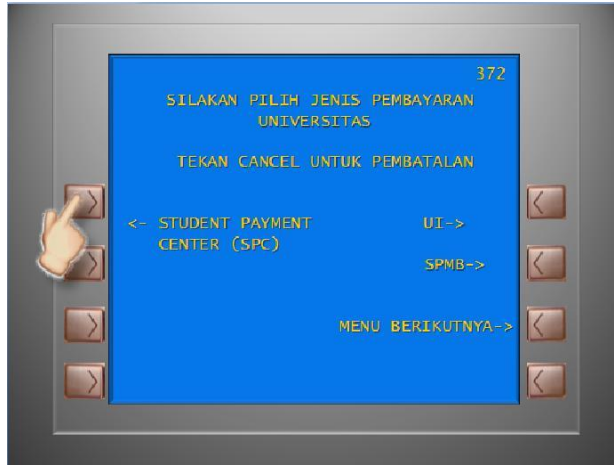 372
SILAKAN PILIH JENIS PEMBAYARAN
UNIVERSITAS
TEKAN CANCEL UNTUK PEMBATALAN
<- STUDENT PAYMENT UI->
CENTER (SPC)
SPMB->
MENU BERIKUTNYA->